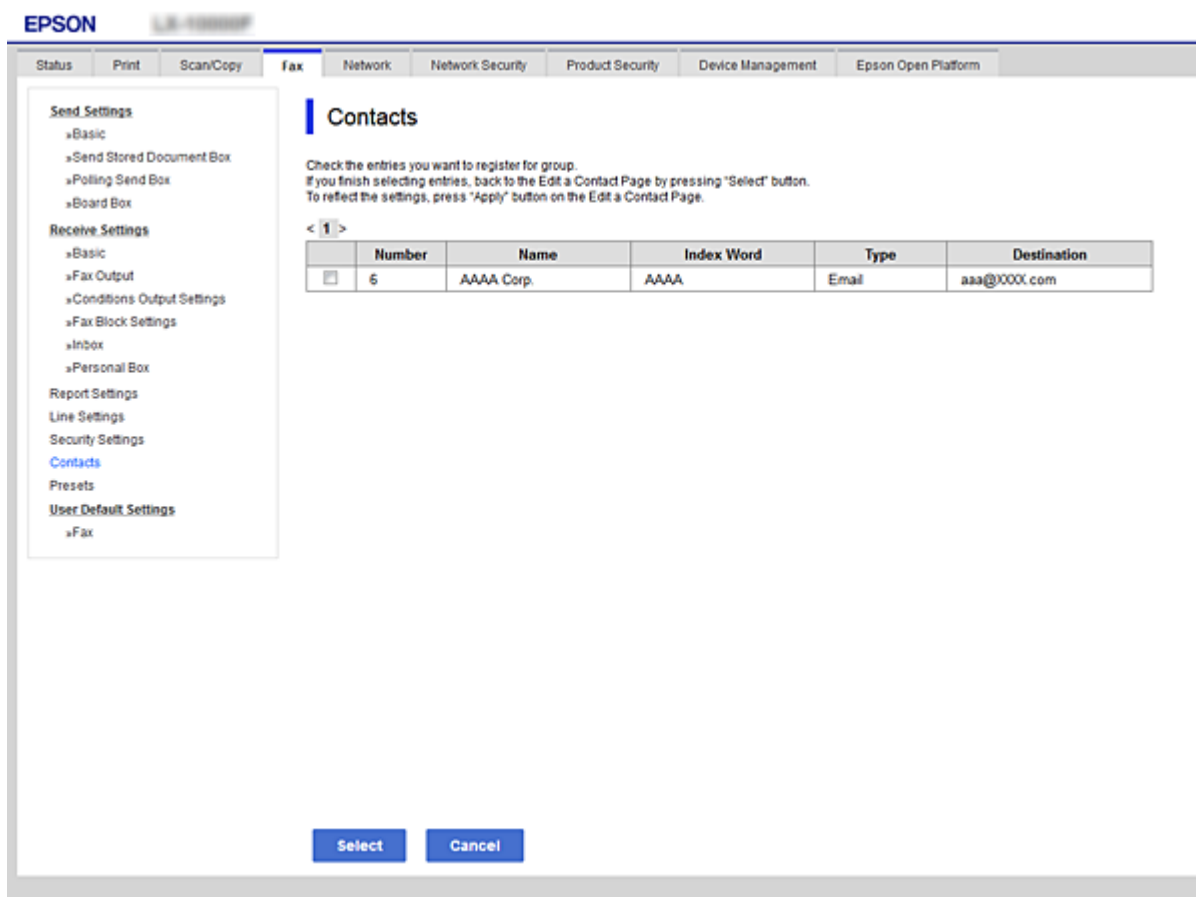 EPSON
Status Print Scan/Copy Fax Network Network Security Product Security Device Management Epson Open Platform
Send Settings
»Basic
»Send Stored Document Box
»Polling Send Box
»Board Box
Receive Settings
»Basic
»Fax Output
»Conditions Output Settings
»Fax Block Settings
»Inbox
»Personal Box
Report Settings
Line Settings
Security Settings
Contacts
Presets
User Default Settings
»Fax
Contacts
Check the entries you want to register for group.
If you finish selecting entries, back to the Edit a Contact Page by pressing "Select" button.
To reflect the settings, press "Apply" button on the Edit a Contact Page.
< 1 >
Number Name Index Word Type Destination
6 AAAA Corp. AAAA Email aaa@XXXX.com
Select Cancel